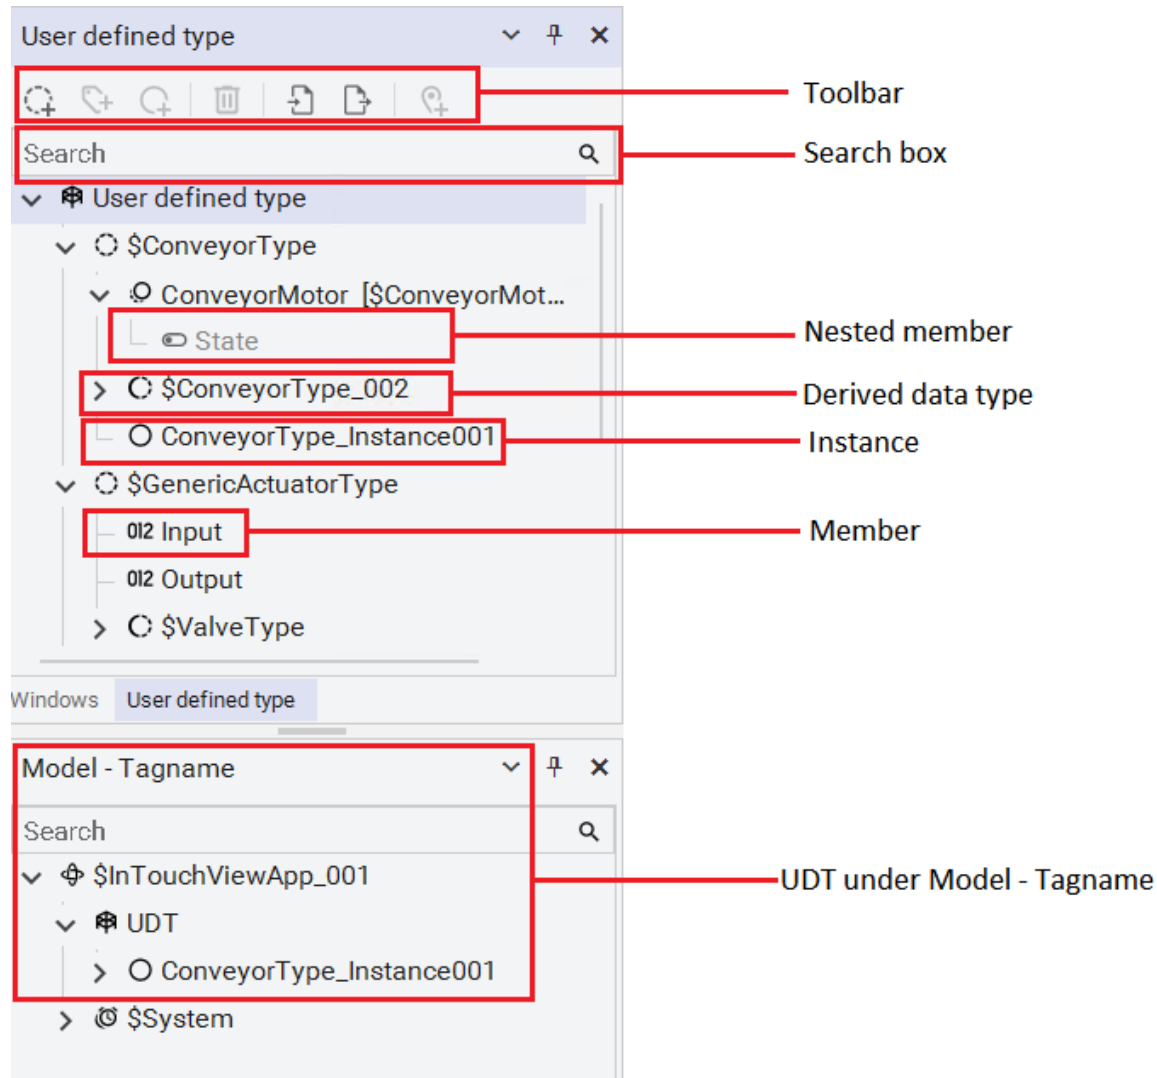 User defined type
Toolbar
Search
Search box
User defined type
$ConveyorType
ConveyorMotor [$ConveyorMot...
State
Nested member
$ConveyorType_002
Derived data type
ConveyorType_Instance001
Instance
$GenericActuatorType
012 Input
Member
012 Output
$ValveType
Windows
User defined type
Model - Tagname
Search
$InTouchViewApp_001
UDT under Model - Tagname
UDT
ConveyorType_Instance001
$System